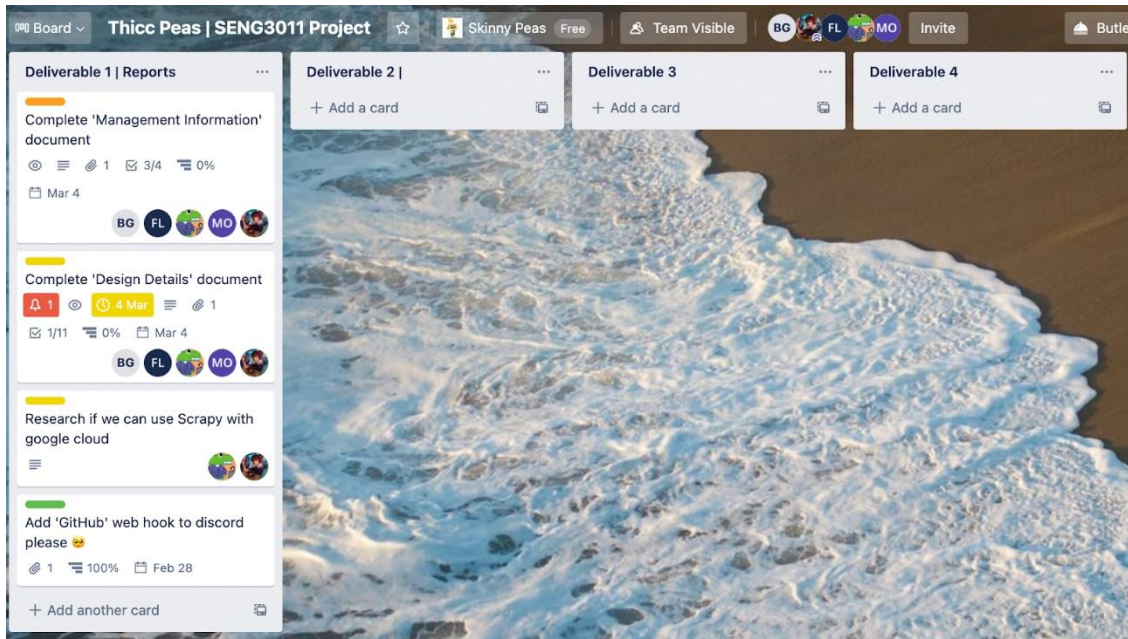 Board
Thicc Peas | SENG3011 Project
Skinny Peas Free
Team Visible
BG FL MO
Invite
Butle
Deliverable 1 | Reports
Complete 'Management Information'
document
1 3/4 0%
Mar 4
BG FL MO
Complete 'Design Details' document
1 4 Mar 1
1/11 0% Mar 4
BG FL MO
Research if we can use Scrapy with
google cloud
Add 'GitHub' web hook to discord
please 🥺
1 100% Feb 28
+ Add another card
Deliverable 2 |
+ Add a card
Deliverable 3
+ Add a card
Deliverable 4
+ Add a card